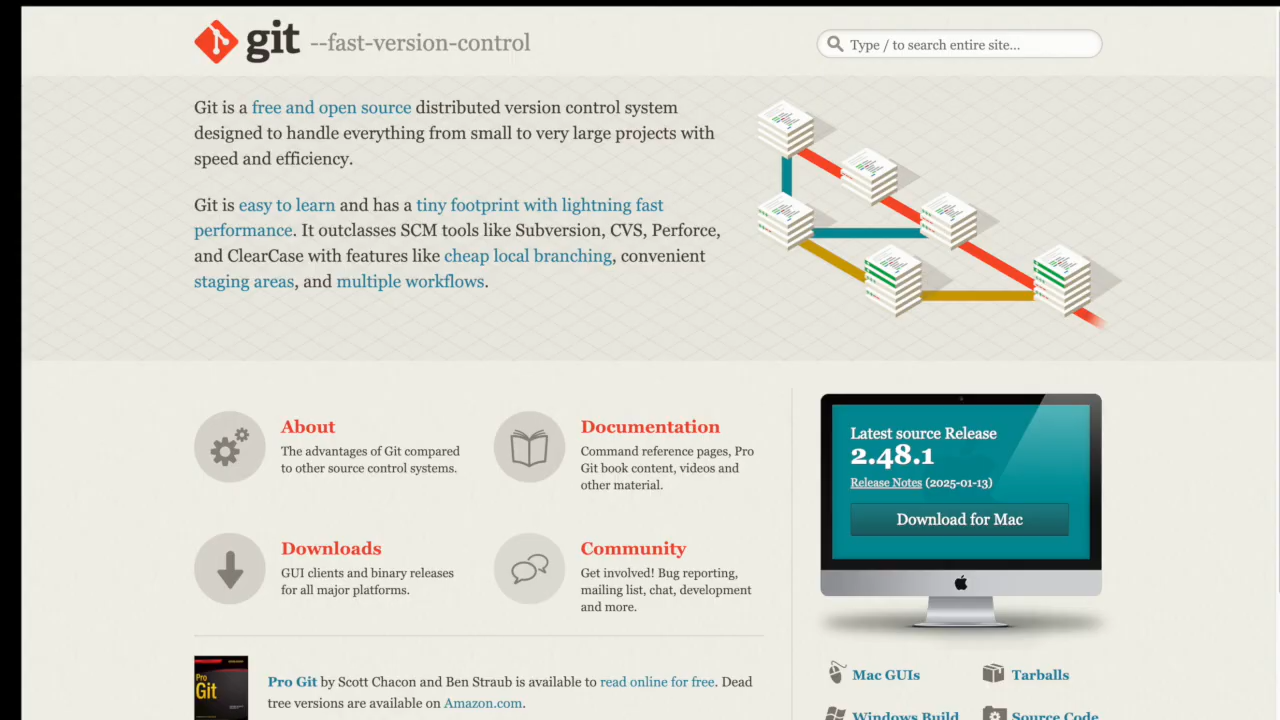 git --fast-version-control
Type / to search entire site...
Git is a free and open source distributed version control system
designed to handle everything from small to very large projects with
speed and efficiency.
Git is easy to learn and has a tiny footprint with lightning fast
performance. It outclasses SCM tools like Subversion, CVS, Perforce,
and ClearCase with features like cheap local branching, convenient
staging areas, and multiple workflows.
About
The advantages of Git compared
to other source control systems.
Documentation
Command reference pages, Pro
Git book content, videos and
other material.
Downloads
GUI clients and binary releases
for all major platforms.
Community
Get involved! Bug reporting,
mailing list, chat, development
and more.
Pro
Git
Pro Git by Scott Chacon and Ben Straub is available to read online for free. Dead
tree versions are available on Amazon.com.
Latest source Release
2.48.1
Release Notes (2025-01-13)
Download for Mac
Mac GUIs
Tarballs
Windows Build
Source Code